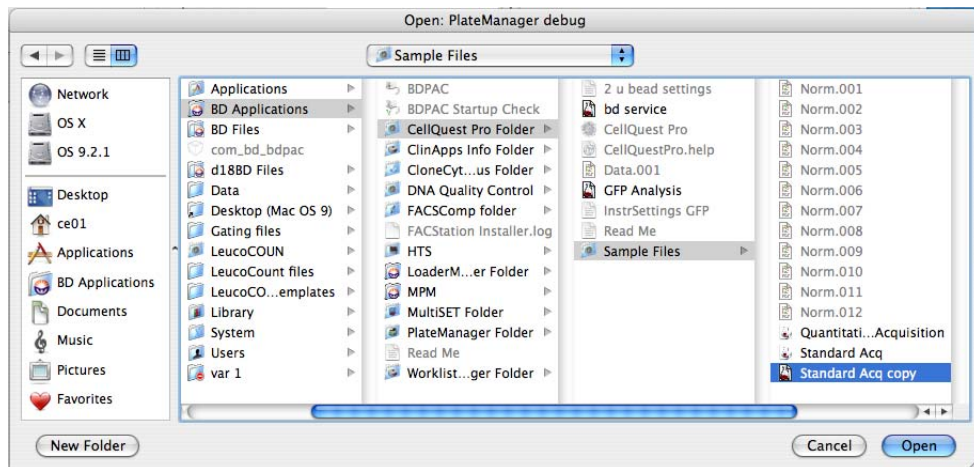 Open: PlateManager debug
Sample Files
Network
OS X
OS 9.2.1
Desktop
ce01
Applications
BD Applications
Documents
Music
Pictures
Favorites
Applications
BD Applications
BD Files
com_bd_bdpac
d18BD Files
Data
Desktop (Mac OS 9)
Gating files
LeucoCOUN
LeucoCount files
LeucoCO...emplates
Library
System
Users
var 1
BDPAC
BDPAC Startup Check
CellQuest Pro Folder
ClinApps Info Folder
CloneCyt...us Folder
DNA Quality Control
FACSComp folder
FACStation Installer.log
HTS
LoaderM...er Folder
MPM
MultiSET Folder
PlateManager Folder
Read Me
Worklist...ger Folder
2 u bead settings
bd service
CellQuest Pro
CellQuestPro.help
Data.001
GFP Analysis
InstrSettings GFP
Read Me
Sample Files
Norm.001
Norm.002
Norm.003
Norm.004
Norm.005
Norm.006
Norm.007
Norm.008
Norm.009
Norm.010
Norm.011
Norm.012
Quantitati...Acquisition
Standard Acq
Standard Acq copy
New Folder
Cancel
Open